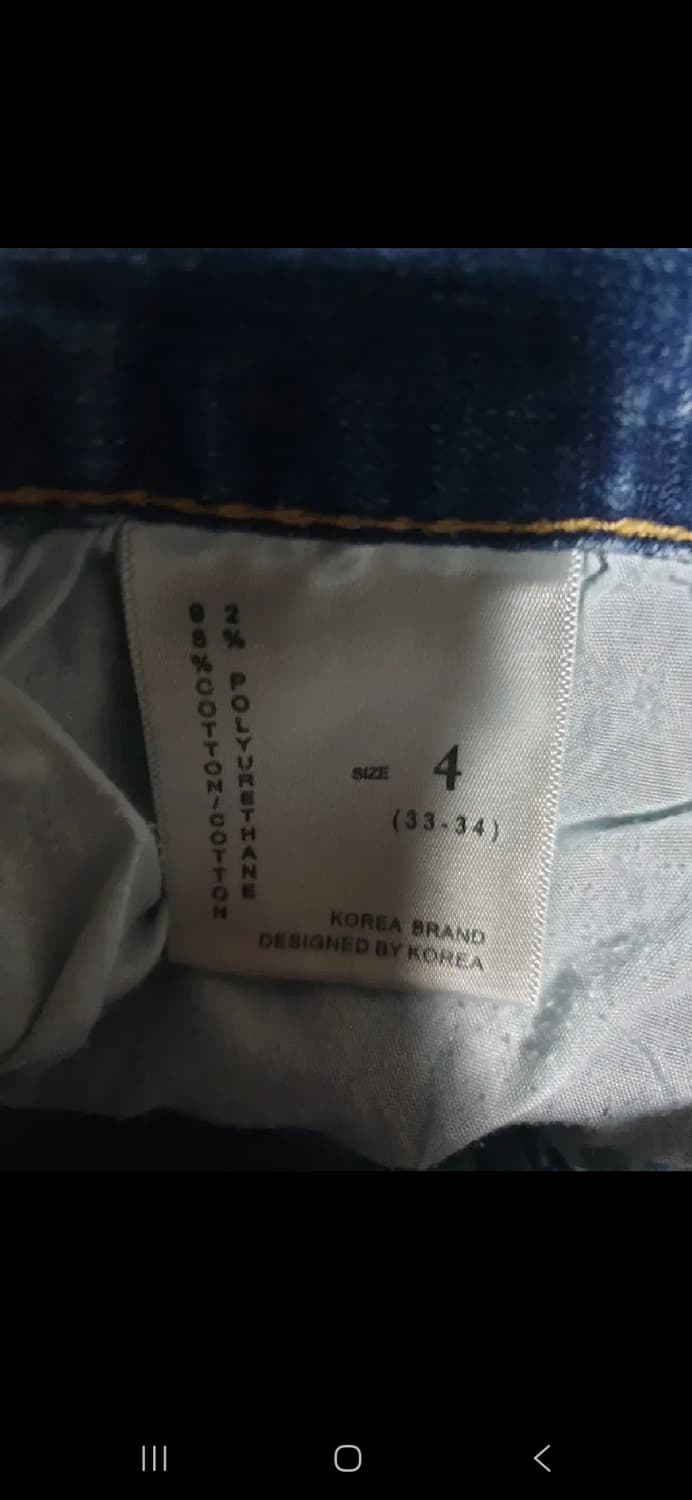 98%COTTON/COTTON
2% POLYURETHANE
SIZE 4
(33-34)
KOREA BRAND
DESIGNED BY KOREA